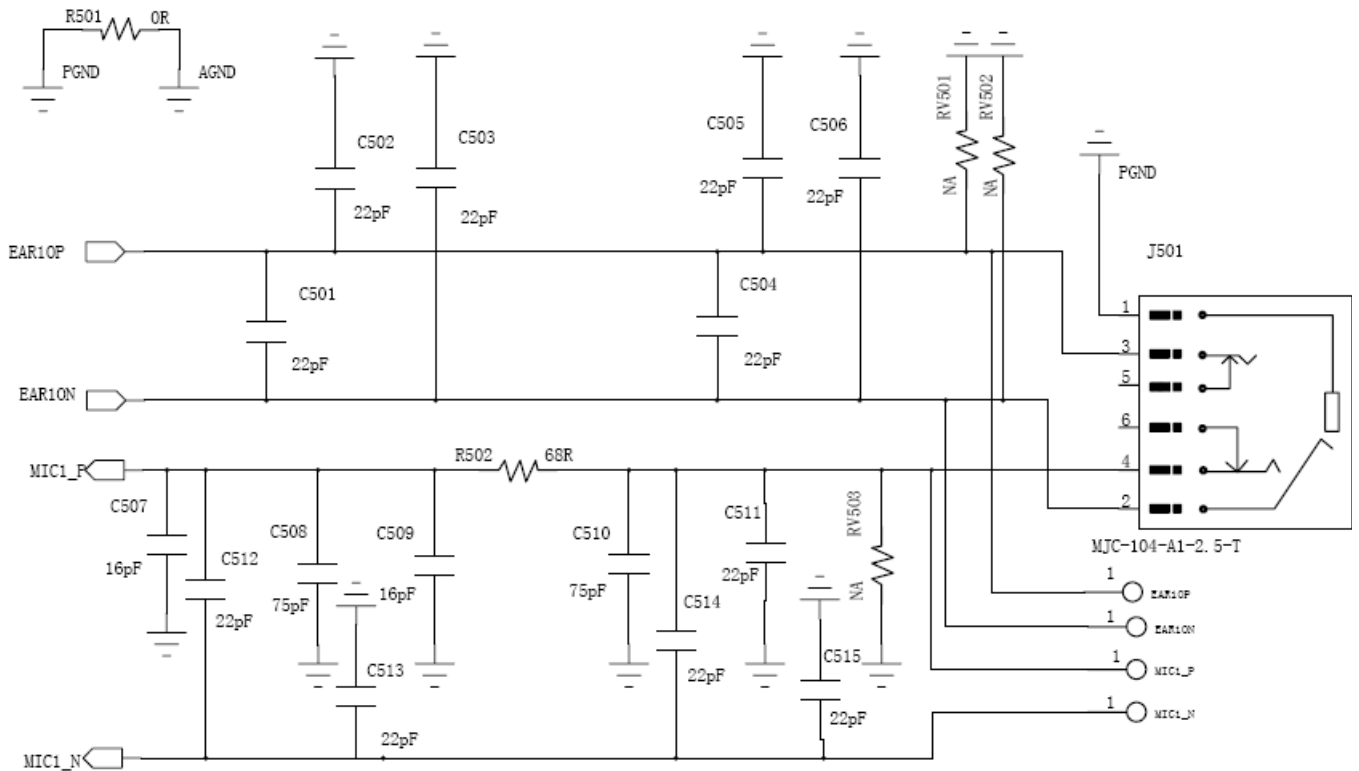 R501 0R
PGND
AGND
C502
22pF
C503
22pF
C505
22pF
C506
22pF
RV501
NA
RV502
NA
PGND
EAR1OP
J501
C501
22pF
C504
22pF
1
3
5
6
4
2
EAR1ON
MIC1_P
R502 68R
C507
16pF
C512
22pF
C508
75pF
C509
16pF
C510
75pF
C511
22pF
RV503
NA
MJC-104-A1-2.5-T
C513
22pF
C514
22pF
C515
22pF
1 EAR1OP
1 EAR1ON
1 MIC1_P
1 MIC1_N
MIC1_N